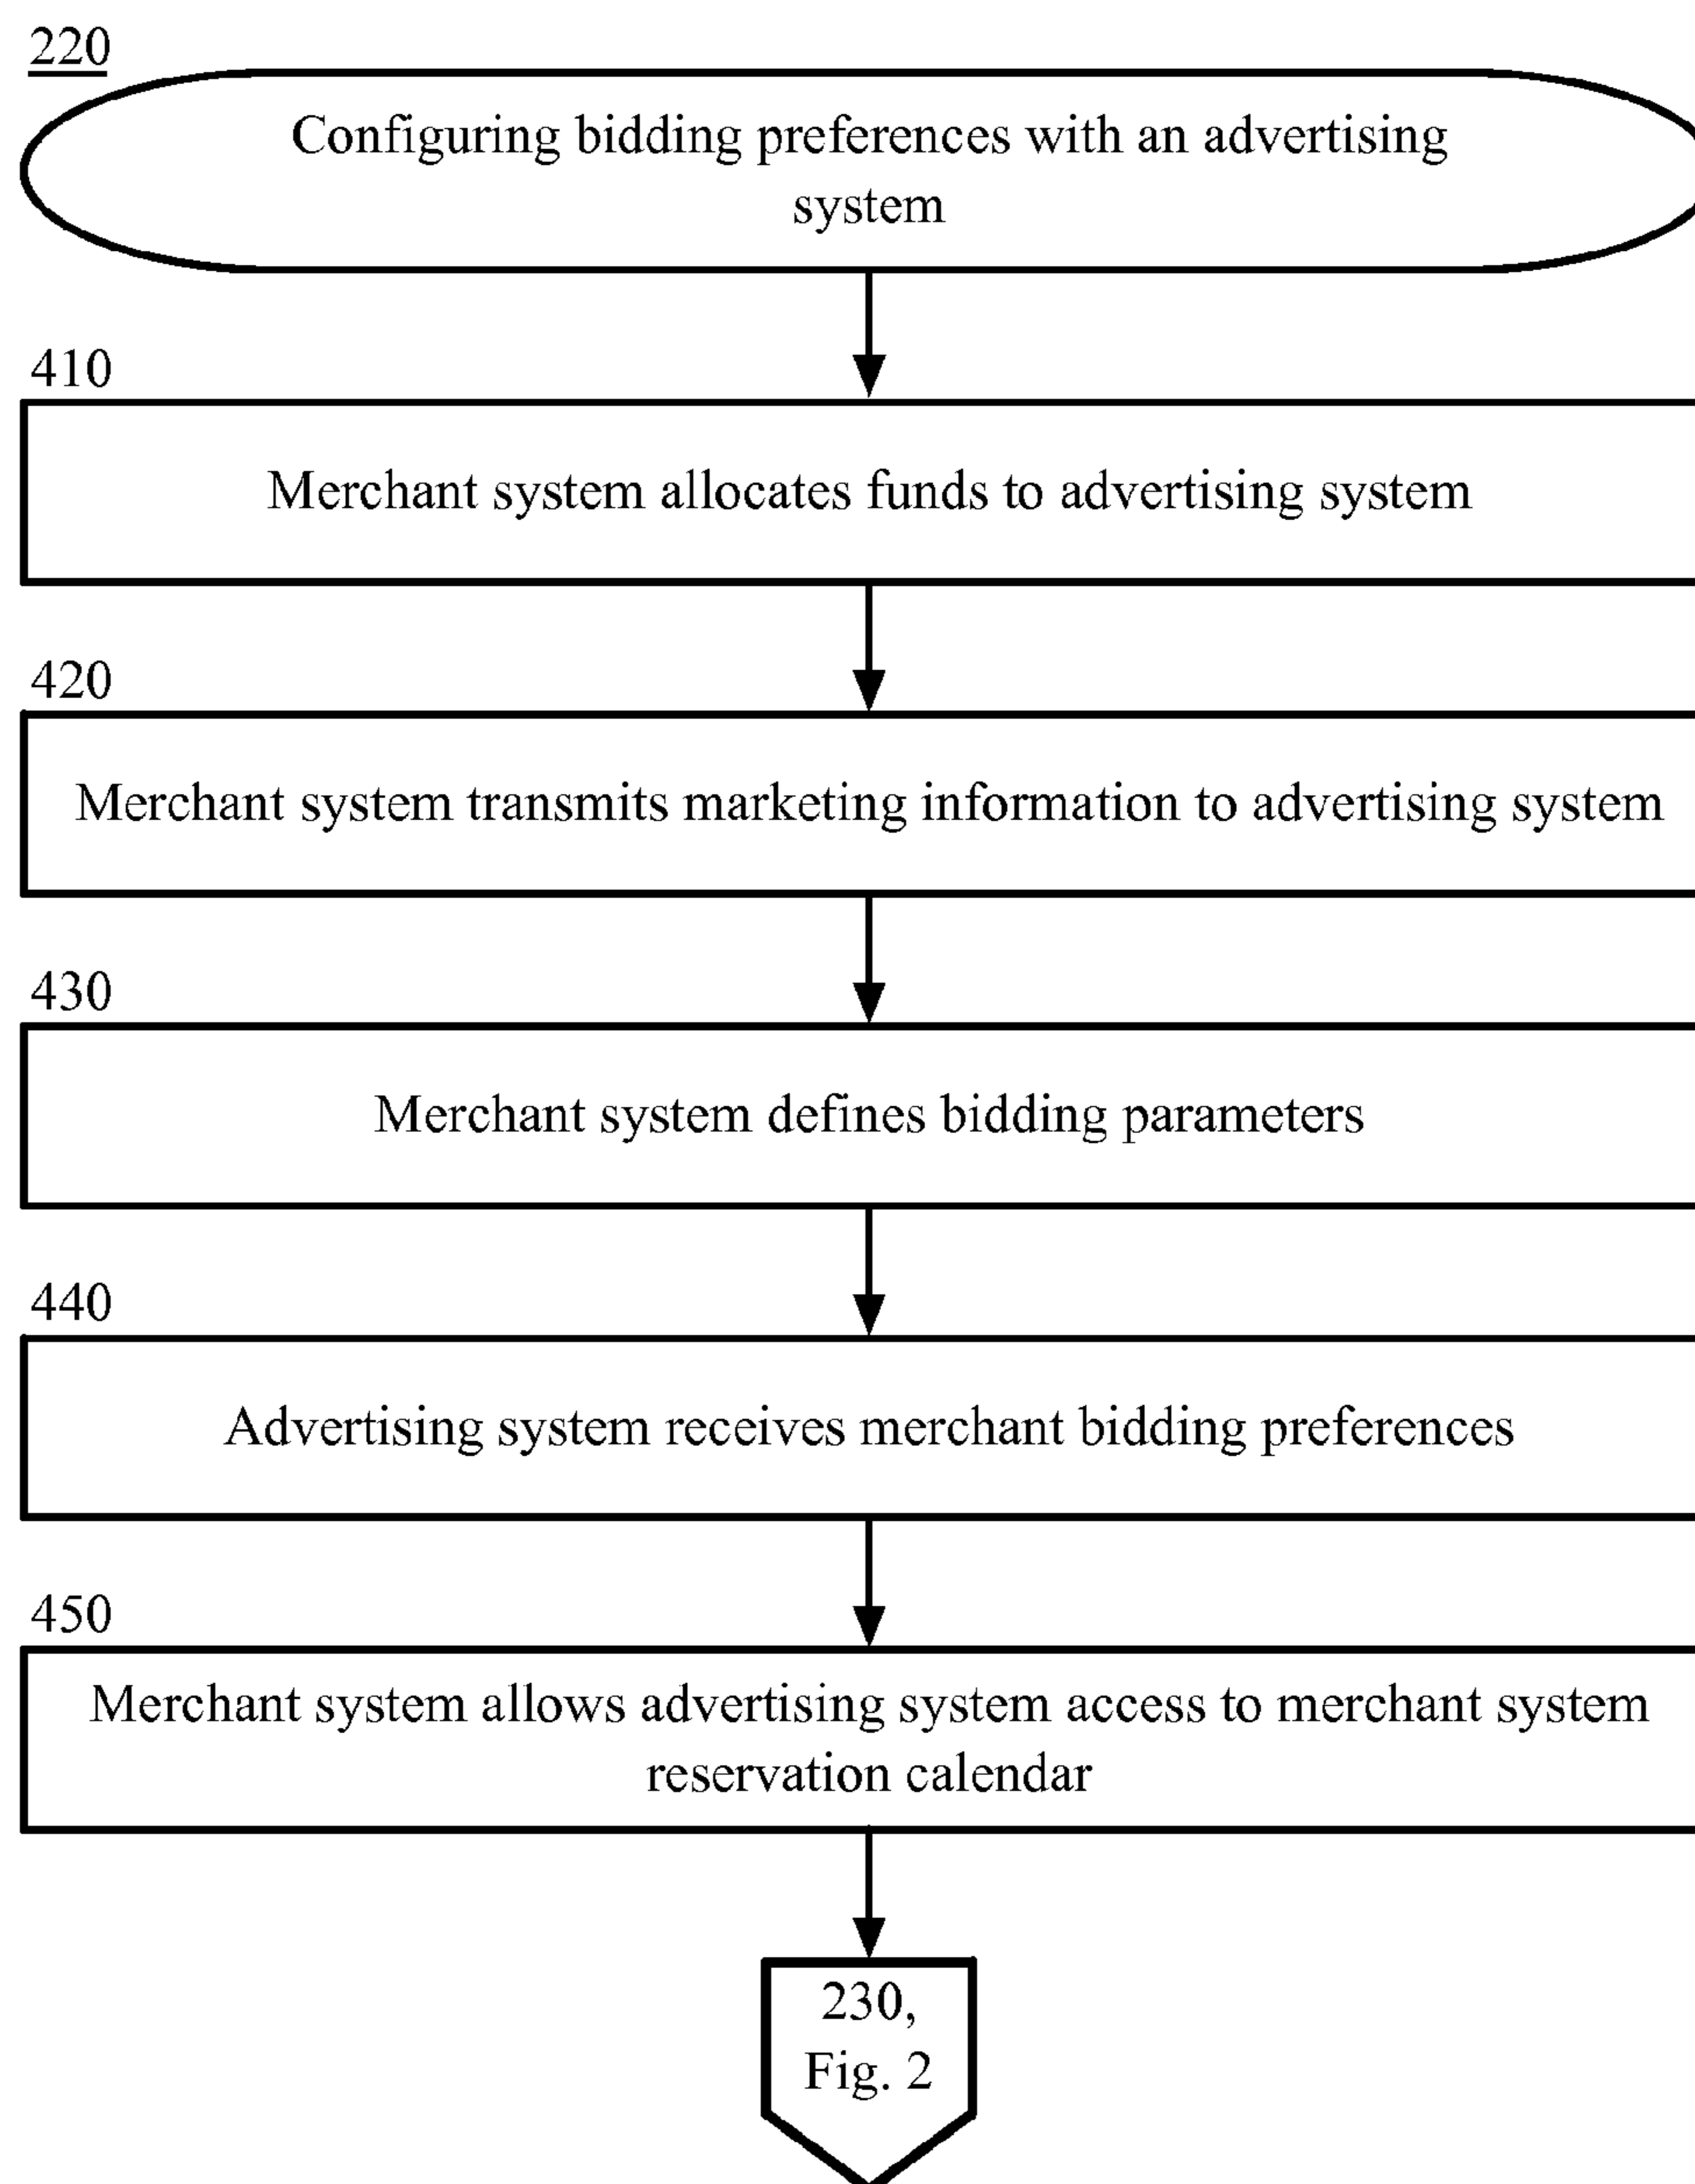 220
Configuring bidding preferences with an advertising
system
410
Merchant system allocates funds to advertising system
420
Merchant system transmits marketing information to advertising system
430
Merchant system defines bidding parameters
440
Advertising system receives merchant bidding preferences
450
Merchant system allows advertising system access to merchant system
reservation calendar
230,
Fig. 2